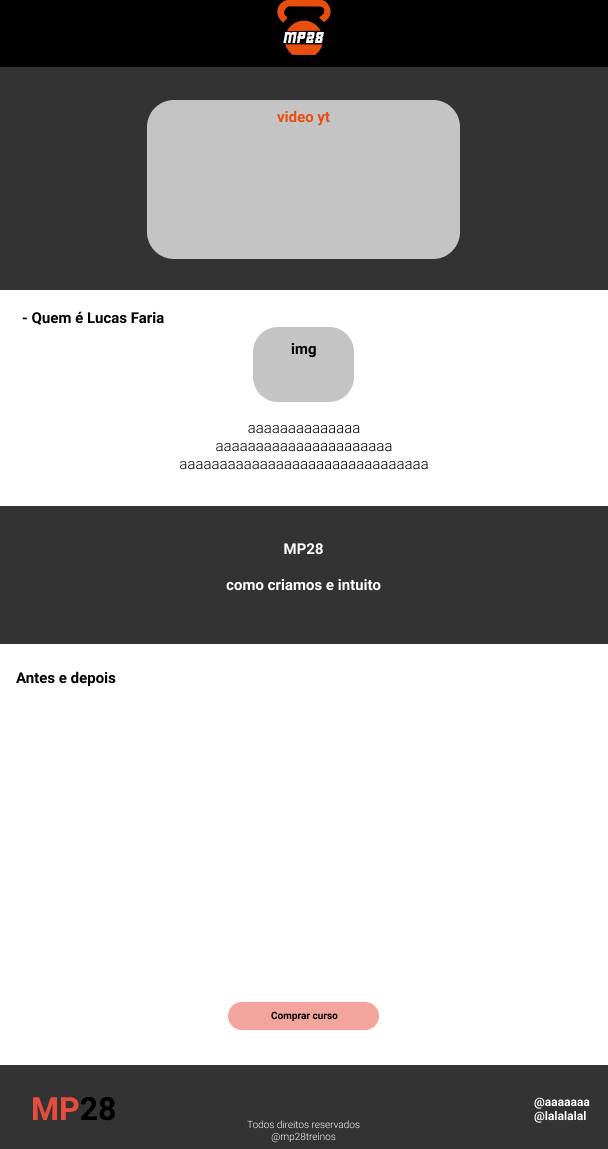 MP28
video yt
- Quem é Lucas Faria
img
aaaaaaaaaaaaaa
aaaaaaaaaaaaaaaaaaaaaa
aaaaaaaaaaaaaaaaaaaaaaaaaaaaaaa
MP28
como criamos e intuito
Antes e depois
Comprar curso
MP28
Todos direitos reservados
@mp28treinos
@aaaaaaa
@lalalalal